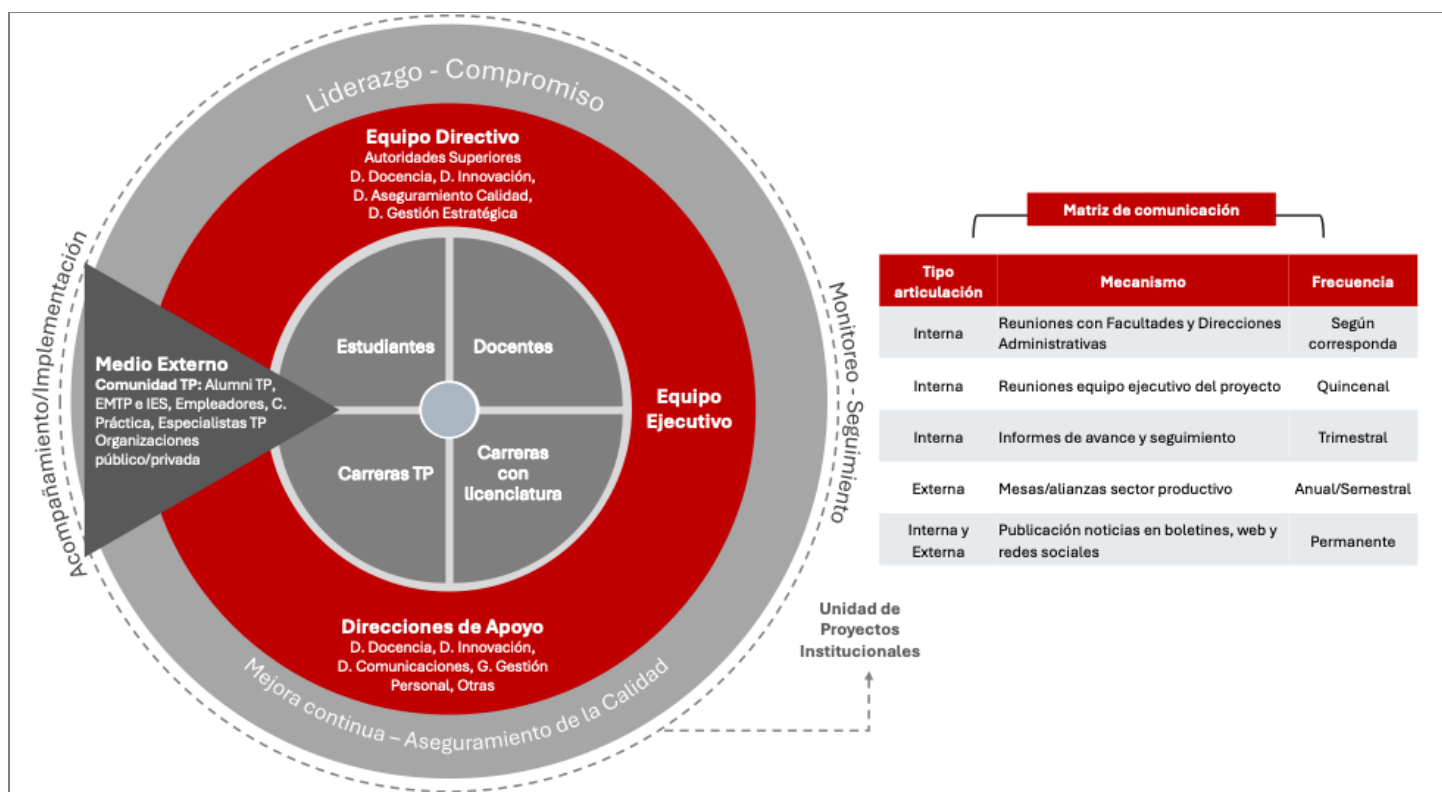 Liderazgo - Compromiso
Equipo Directivo
Autoridades Superiores
D. Docencia, D. Innovación,
D. Aseguramiento Calidad,
D. Gestión Estratégica
Acompañamiento/Implementación
Monitoreo - Seguimiento
Estudiantes
Docentes
Medio Externo
Comunidad TP: Alumni TP,
EMTP e IES, Empleadores, C.
Práctica, Especialistas TP
Organizaciones
público/privada
Equipo
Ejecutivo
Carreras TP
Carreras
con
licenciatura
Direcciones de Apoyo
D. Docencia, D. Innovación,
D. Comunicaciones, G. Gestión
Personal, Otras
Mejora continua – Aseguramiento de la Calidad
Unidad de
Proyectos
Institucionales
Matriz de comunicación
Tipo
articulación
Mecanismo
Frecuencia
Interna
Reuniones con Facultades y Direcciones
Administrativas
Según
corresponda
Interna
Reuniones equipo ejecutivo del proyecto
Quincenal
Interna
Informes de avance y seguimiento
Trimestral
Externa
Mesas/alianzas sector productivo
Anual/Semestral
Interna y
Externa
Publicación noticias en boletines, web y
redes sociales
Permanente